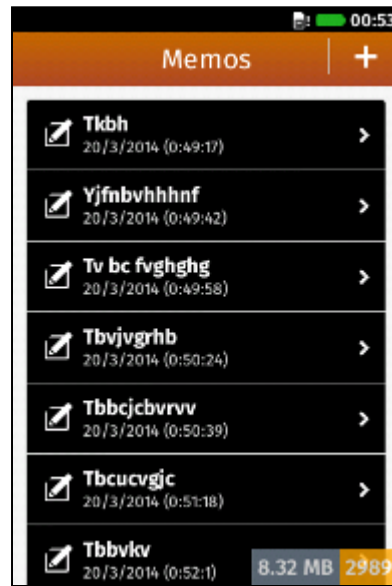 00:53
Memos +
Tkbh
20/3/2014 (0:49:17)
Yjfnbvhhhnf
20/3/2014 (0:49:42)
Tv bc fvghghg
20/3/2014 (0:49:58)
Tbvjvgrhb
20/3/2014 (0:50:24)
Tbbcjcbvrvv
20/3/2014 (0:50:39)
Tbcucvgjc
20/3/2014 (0:51:18)
Tbbvkv
20/3/2014 (0:52:1)
8.32 MB 2989